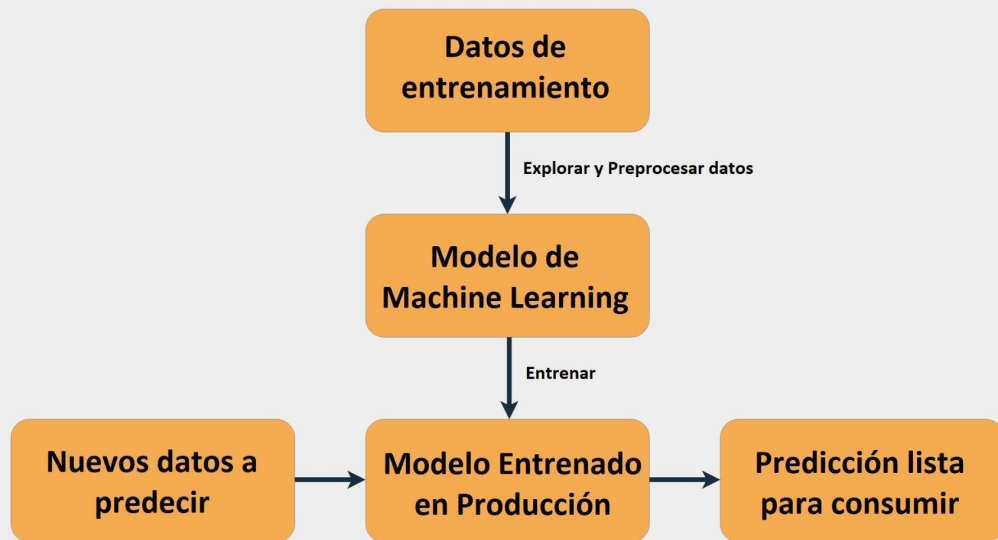 Datos de
entrenamiento
Explorar y Preprocesar datos
Modelo de
Machine Learning
Entrenar
Nuevos datos a
predecir
Modelo Entrenado
en Producción
Predicción lista
para consumir